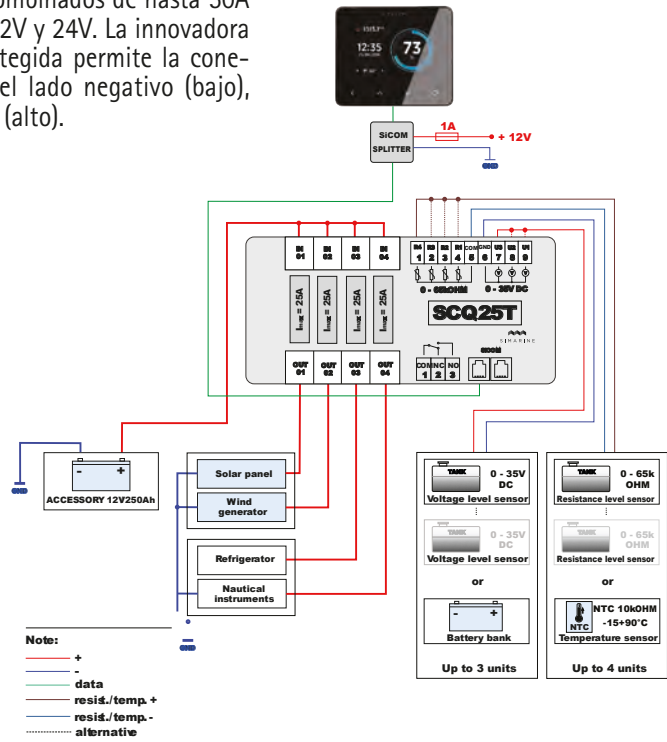 ombinados de hasta 50A
2V y 24V. La innovadora
tegida permite la cone-
el lado negativo (bajo),
(alto).
12:35
73
SiCOM
SPLITTER
1A
+ 12V
GND
IN
01
IN
02
IN
03
IN
04
R4 R3 R2 R1 COM GND U3 U2 U1
1 2 3 4 5 6 7 8 9
0 - 65kOHM
0 - 35V DC
Imax = 25A
Imax = 25A
Imax = 25A
Imax = 25A
SCQ25T
SIMARINE
SiCOM
OUT
01
OUT
02
OUT
03
OUT
04
COM NC NO
1 2 3
- +
ACCESSORY 12V250Ah
GND
Solar panel
Wind
generator
Refrigerator
Nautical
instruments
GND
TANK
0 - 35V
DC
Voltage level sensor
TANK
0 - 35V
DC
Voltage level sensor
or
- +
Battery bank
Up to 3 units
TANK
0 - 65k
OHM
Resistance level sensor
TANK
0 - 65k
OHM
Resistance level sensor
or
NTC
NTC 10kOHM
-15+90°C
Temperature sensor
Up to 4 units
Note:
+
-
data
resist./temp. +
resist./temp. -
alternative